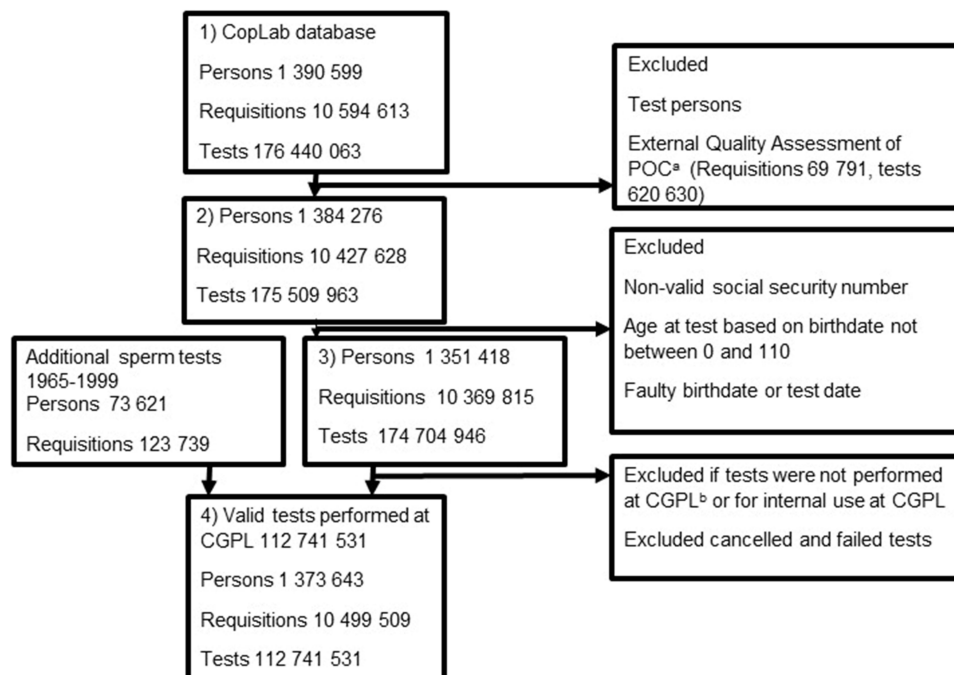 1) CopLab database
Persons 1 390 599
Requisitions 10 594 613
Tests 176 440 063
Excluded
Test persons
External Quality Assessment of
POCᵃ (Requisitions 69 791, tests
620 630)
2) Persons 1 384 276
Requisitions 10 427 628
Tests 175 509 963
Excluded
Non-valid social security number
Age at test based on birthdate not
between 0 and 110
Faulty birthdate or test date
Additional sperm tests
1965-1999
Persons 73 621
Requisitions 123 739
3) Persons 1 351 418
Requisitions 10 369 815
Tests 174 704 946
Excluded if tests were not performed
at CGPLᵇ or for internal use at CGPL
Excluded cancelled and failed tests
4) Valid tests performed at
CGPL 112 741 531
Persons 1 373 643
Requisitions 10 499 509
Tests 112 741 531